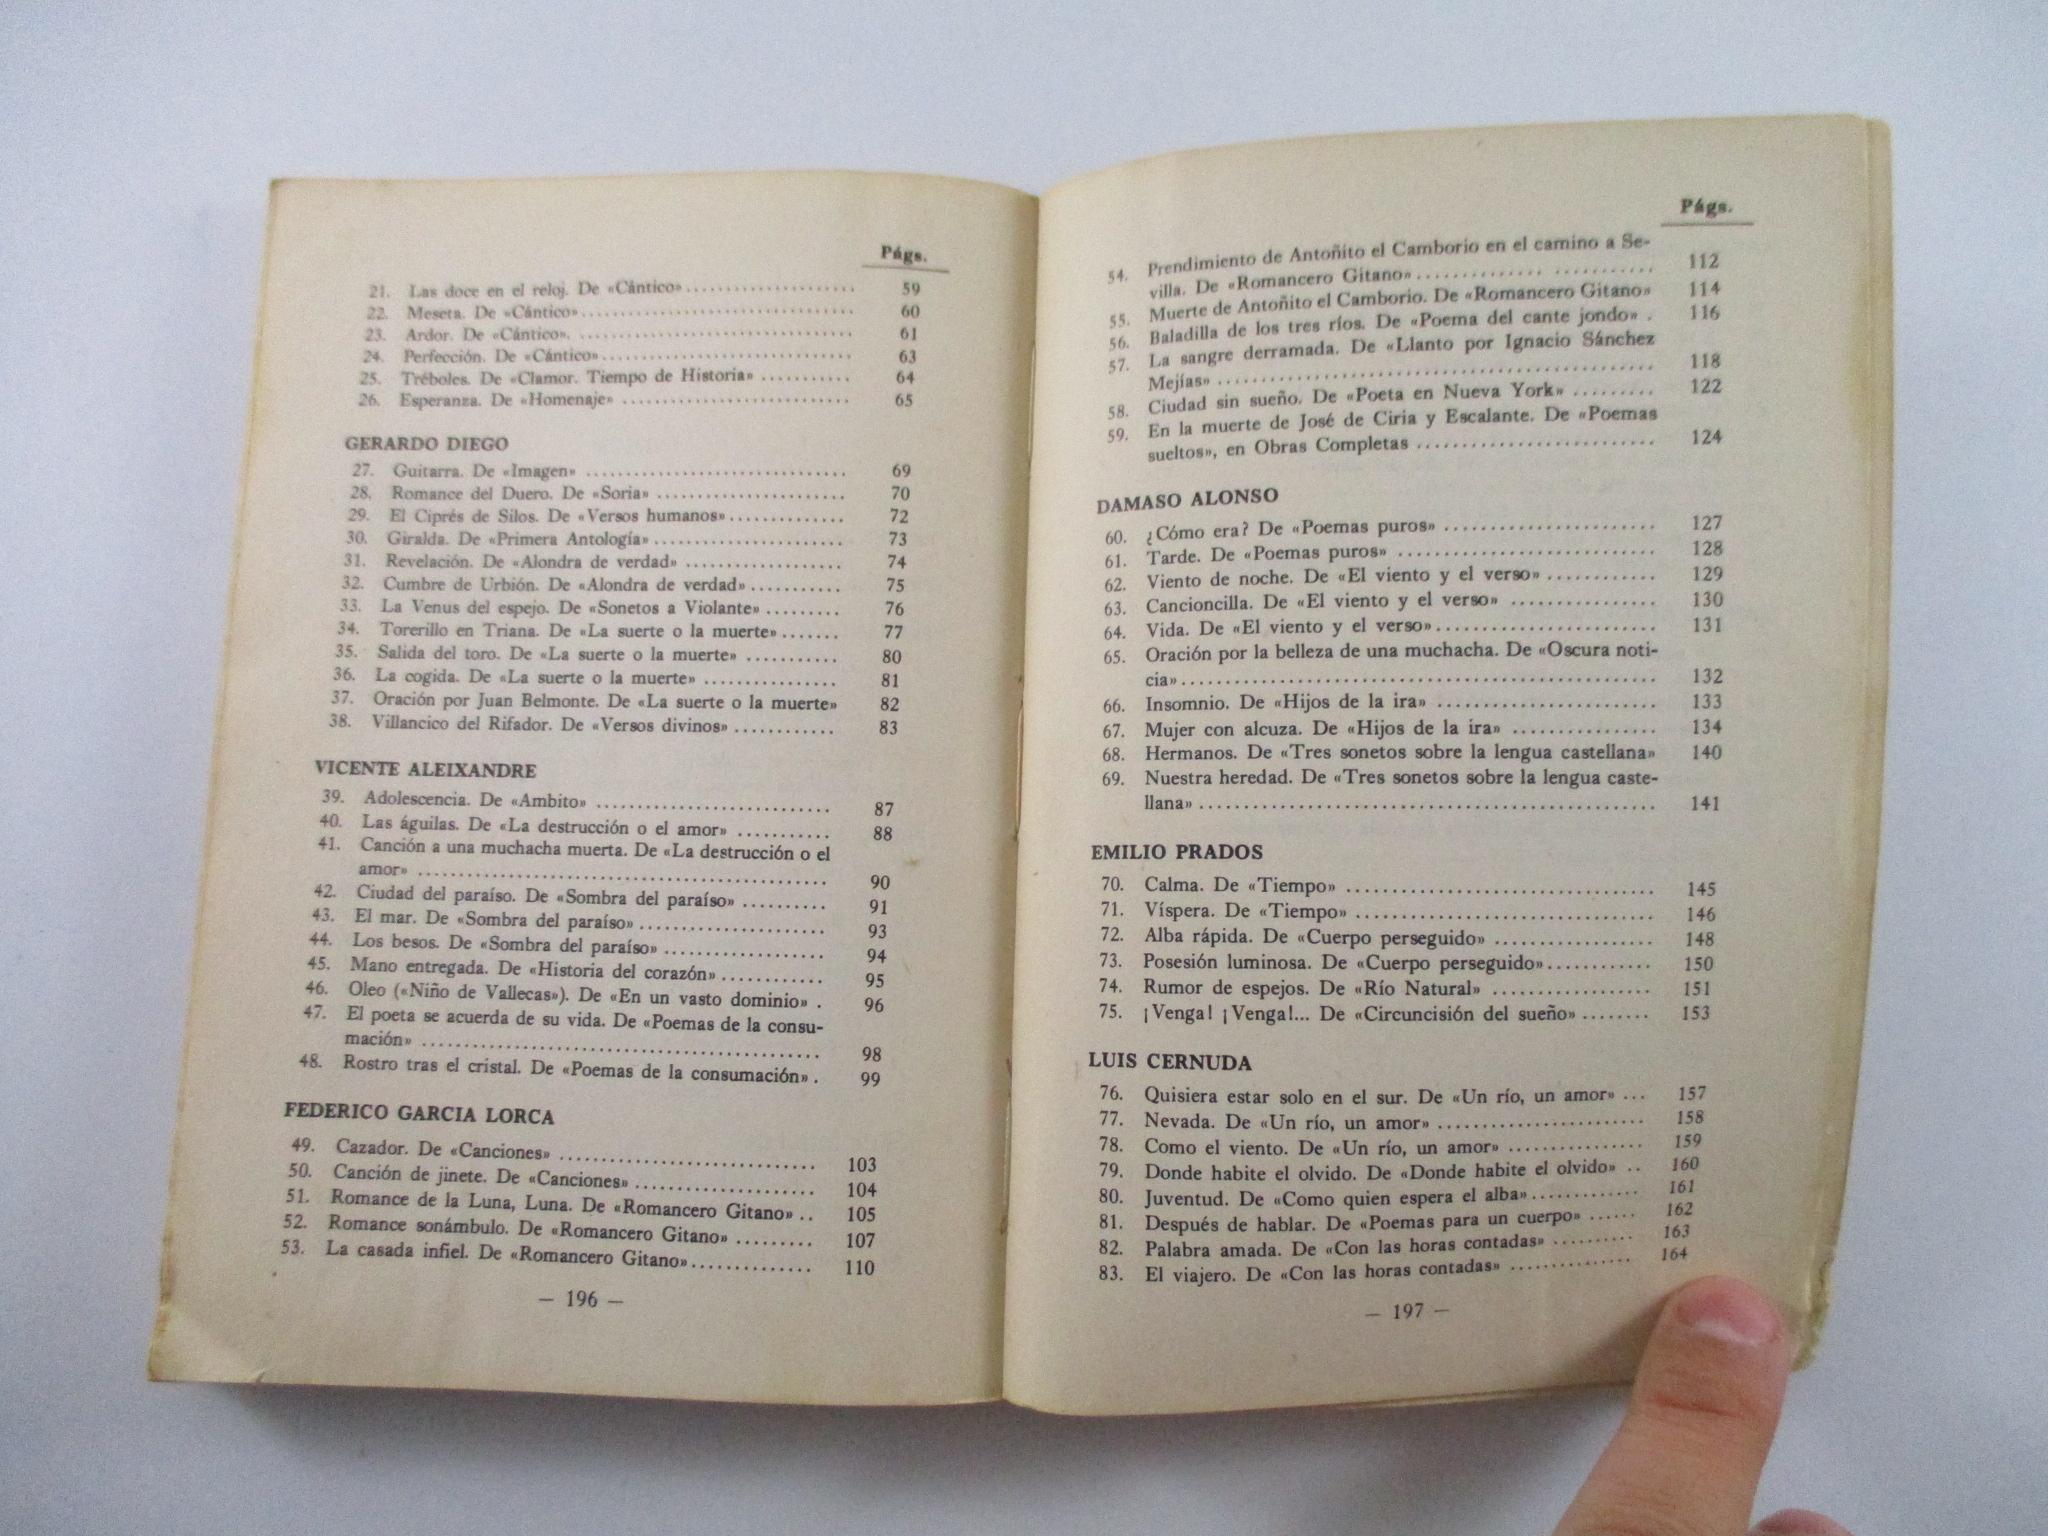 Págs.
21. Las doce en el reloj. De «Cántico».................... 59
22. Meseta. De «Cántico»................................ 60
23. Ardor. De «Cántico». ................................ 61
24. Perfección. De «Cántico»............................. 63
25. Tréboles. De «Clamor. Tiempo de Historia» .......... 64
26. Esperanza. De «Homenaje» .......................... 65
GERARDO DIEGO
27. Guitarra. De «Imagen» .............................. 69
28. Romance del Duero. De «Soria» ..................... 70
29. El Ciprés de Silos. De «Versos humanos»............. 72
30. Giralda. De «Primera Antología»...................... 73
31. Revelación. De «Alondra de verdad» ................. 74
32. Cumbre de Urbión. De «Alondra de verdad»........... 75
33. La Venus del espejo. De «Sonetos a Violante» ......... 76
34. Torerillo en Triana. De «La suerte o la muerte»....... 77
35. Salida del toro. De «La suerte o la muerte» ........... 80
36. La cogida. De «La suerte o la muerte» ............... 81
37. Oración por Juan Belmonte. De «La suerte o la muerte» 82
38. Villancico del Rifador. De «Versos divinos»............ 83
VICENTE ALEIXANDRE
39. Adolescencia. De «Ambito» ........................... 87
40. Las águilas. De «La destrucción o el amor» ........... 88
41. Canción a una muchacha muerta. De «La destrucción o el
amor» ............................................... 90
42. Ciudad del paraíso. De «Sombra del paraíso» .......... 91
43. El mar. De «Sombra del paraíso»..................... 93
44. Los besos. De «Sombra del paraíso».................. 94
45. Mano entregada. De «Historia del corazón»........... 95
46. Oleo («Niño de Vallecas»). De «En un vasto dominio» . 96
47. El poeta se acuerda de su vida. De «Poemas de la consu-
mación» ............................................. 98
48. Rostro tras el cristal. De «Poemas de la consumación». 99
FEDERICO GARCIA LORCA
49. Cazador. De «Canciones» ............................. 103
50. Canción de jinete. De «Canciones».................... 104
51. Romance de la Luna, Luna. De «Romancero Gitano» .. 105
52. Romance sonámbulo. De «Romancero Gitano» ......... 107
53. La casada infiel. De «Romancero Gitano».............. 110
— 196 —
Págs.
54. Prendimiento de Antoñito el Camborio en el camino a Se-
villa. De «Romancero Gitano».............. ........... 112
55. Muerte de Antoñito el Camborio. De «Romancero Gitano» 114
56. Baladilla de los tres ríos. De «Poema del cante jondo» . 116
57. La sangre derramada. De «Llanto por Ignacio Sánchez
Mejías» ............................................. 118
58. Ciudad sin sueño. De «Poeta en Nueva York» ......... 122
59. En la muerte de José de Ciria y Escalante. De «Poemas
sueltos», en Obras Completas ......................... 124
DAMASO ALONSO
60. ¿Cómo era? De «Poemas puros» ....................... 127
61. Tarde. De «Poemas puros» ............................ 128
62. Viento de noche. De «El viento y el verso» ............ 129
63. Cancioncilla. De «El viento y el verso» ............... 130
64. Vida. De «El viento y el verso»........................ 131
65. Oración por la belleza de una muchacha. De «Oscura noti-
cia».................................................. 132
66. Insomnio. De «Hijos de la ira» ........................ 133
67. Mujer con alcuza. De «Hijos de la ira» ................ 134
68. Hermanos. De «Tres sonetos sobre la lengua castellana» 140
69. Nuestra heredad. De «Tres sonetos sobre la lengua caste-
llana» ................................................ 141
EMILIO PRADOS
70. Calma. De «Tiempo» ................................. 145
71. Víspera. De «Tiempo» ................................ 146
72. Alba rápida. De «Cuerpo perseguido» ................. 148
73. Posesión luminosa. De «Cuerpo perseguido»............ 150
74. Rumor de espejos. De «Río Natural» .................. 151
75. ¡Venga! ¡Venga!... De «Circuncisión del sueño» ........ 153
LUIS CERNUDA
76. Quisiera estar solo en el sur. De «Un río, un amor» ... 157
77. Nevada. De «Un río, un amor» ....................... 158
78. Como el viento. De «Un río, un amor» ............... 159
79. Donde habite el olvido. De «Donde habite el olvido» .. 160
80. Juventud. De «Como quien espera el alba»............. 161
81. Después de hablar. De «Poemas para un cuerpo» ...... 162
82. Palabra amada. De «Con las horas contadas» .......... 163
83. El viajero. De «Con las horas contadas» ............... 164
— 197 —